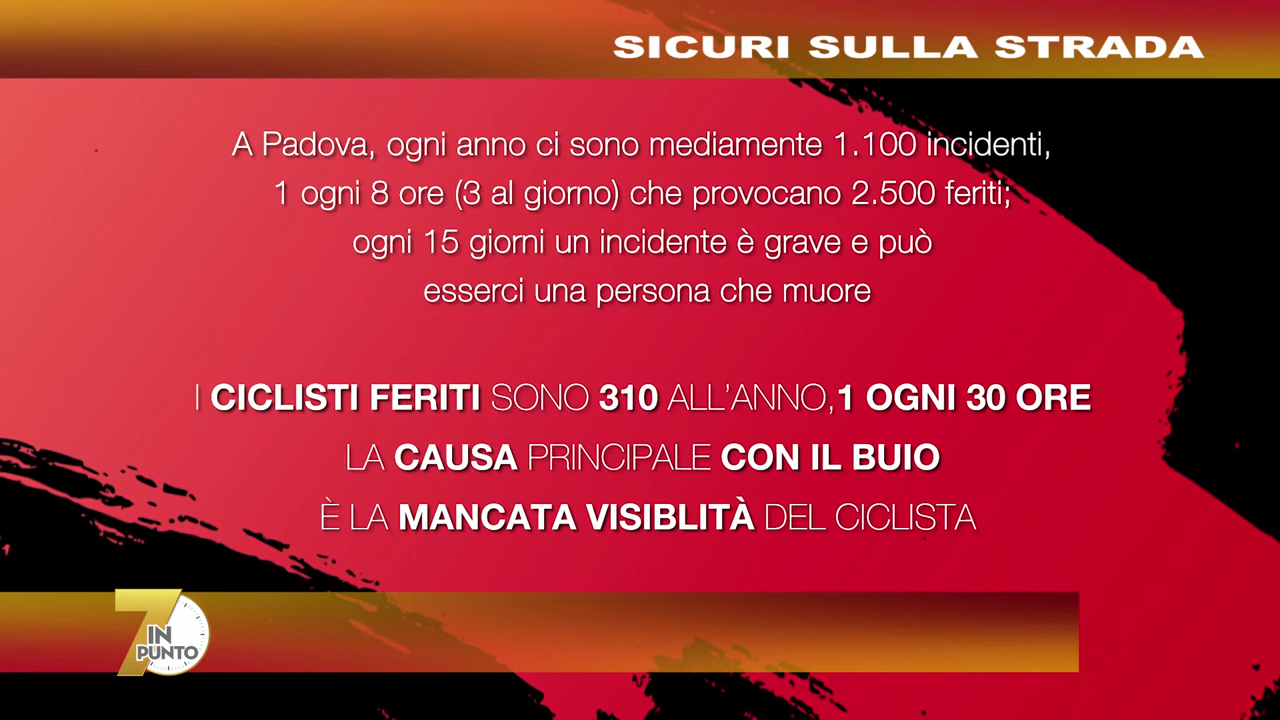 SICURI SULLA STRADA
A Padova, ogni anno ci sono mediamente 1.100 incidenti,
1 ogni 8 ore (3 al giorno) che provocano 2.500 feriti;
ogni 15 giorni un incidente è grave e può
esserci una persona che muore
I CICLISTI FERITI SONO 310 ALL'ANNO,1 OGNI 30 ORE
LA CAUSA PRINCIPALE CON IL BUIO
È LA MANCATA VISIBLITÀ DEL CICLISTA
7
IN
PUNTO